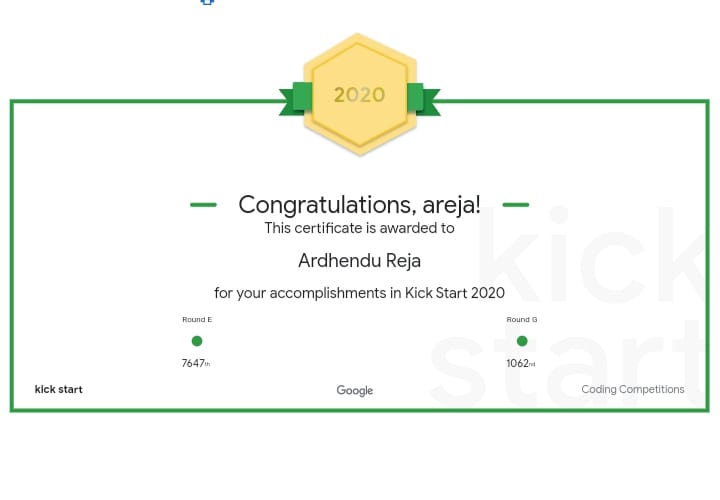 2020
Congratulations, areja!
This certificate is awarded to
Ardhendu Reja
for your accomplishments in Kick Start 2020
Round E
Round G
7647th
1062nd
kick start
Google
Coding Competitions
kick
start